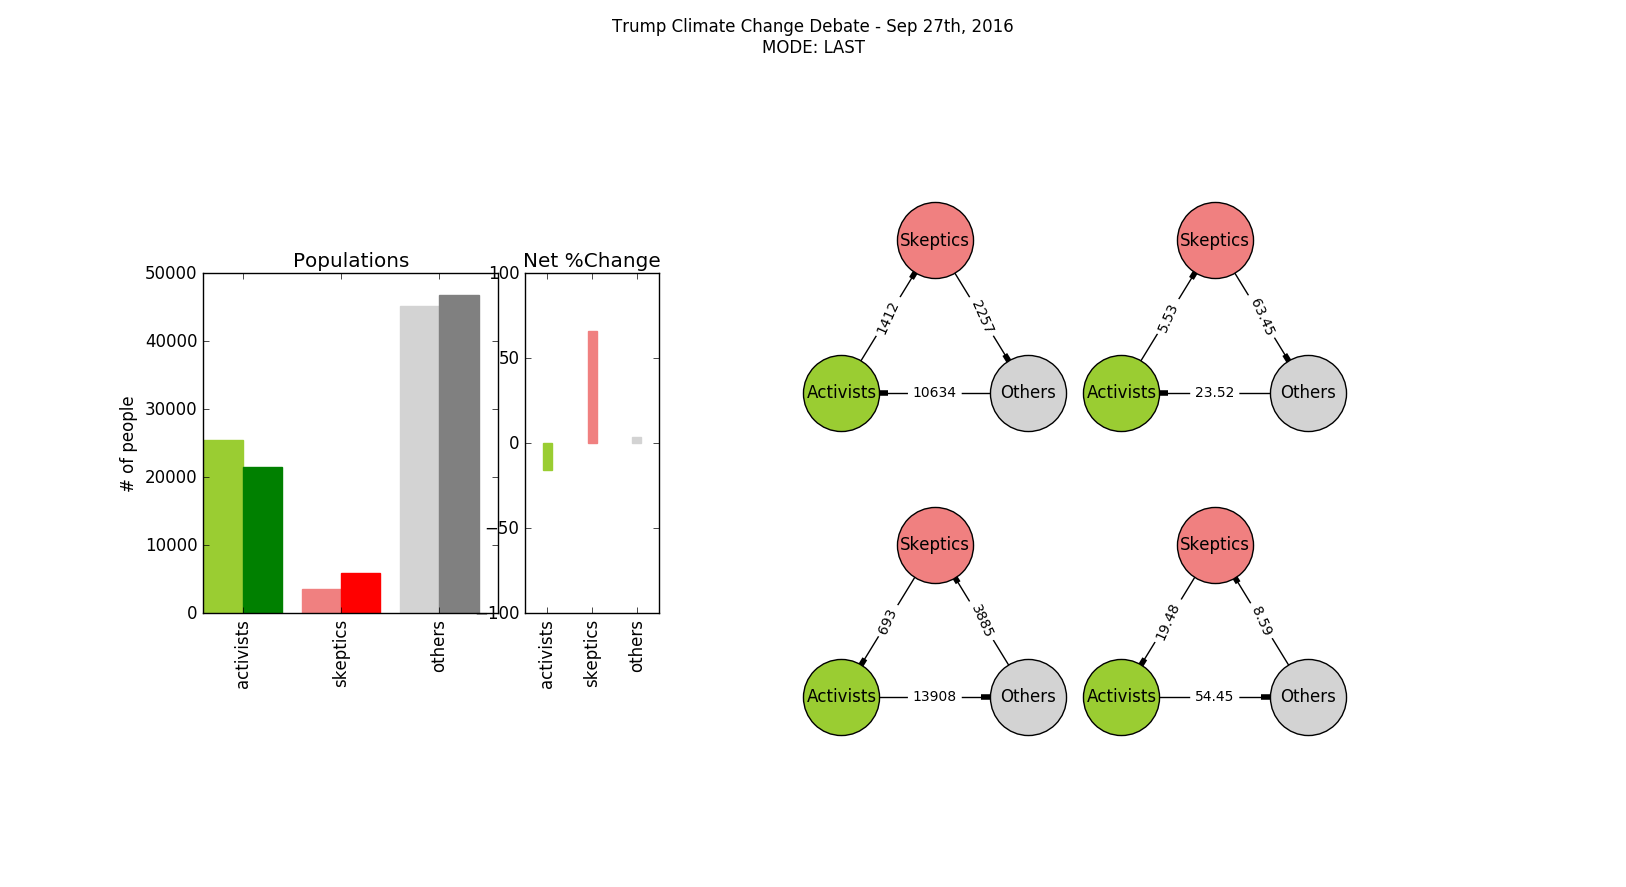 Trump Climate Change Debate - Sep 27th, 2016
MODE: LAST
Populations
# of people
50000
40000
30000
20000
10000
0
activists
skeptics
others
Net %Change
100
50
0
−50
−100
activists
skeptics
others
Skeptics
1412
2257
Activists
10634
Others
Skeptics
5.53
63.45
Activists
23.52
Others
Skeptics
693
3885
Activists
13908
Others
Skeptics
19.48
8.59
Activists
54.45
Others